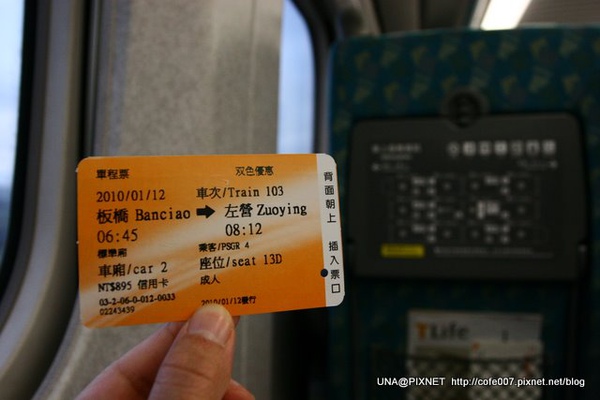 單程票 双色優惠
2010/01/12 車次/Train 103
板橋 Banciao ➡ 左營 Zuoying
06:45 08:12
標準廂 乘客/PSGR 4
車廂/car 2 座位/seat 13D
NT$895 信用卡 成人
03-2-06-0-012-0033
02243439 2010/01/12發行
背面朝上 插入票口
TLife
UNA@PIXNET http://cofe007.pixnet.net/blog